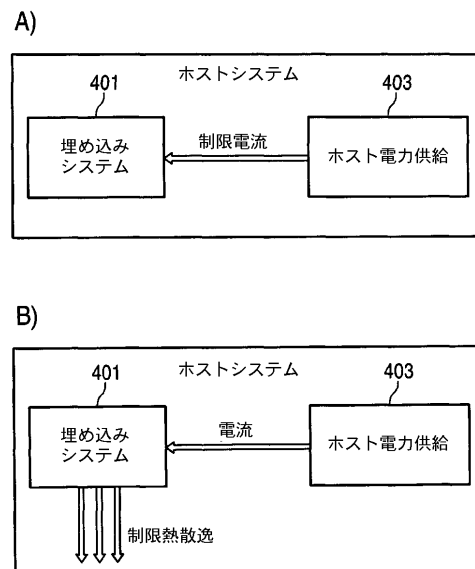 A)
ホストシステム
401
403
埋め込み
システム
制限電流
ホスト電力供給
B)
ホストシステム
401
403
埋め込み
システム
電流
ホスト電力供給
制限熱散逸